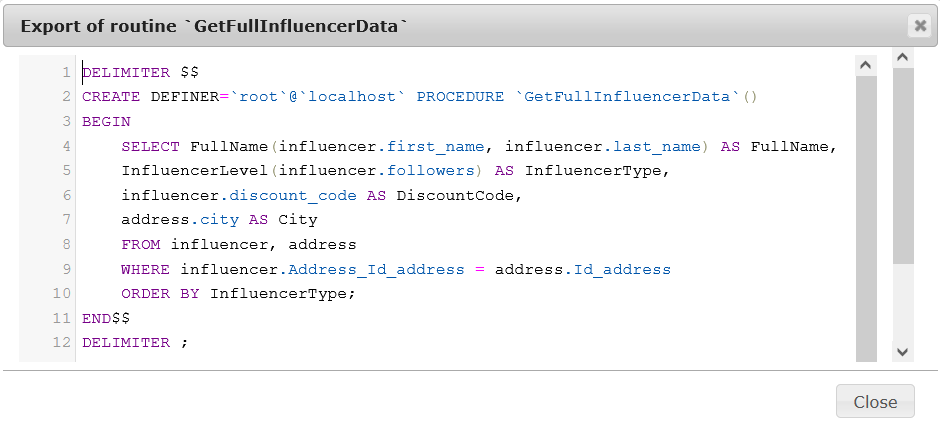 Export of routine `GetFullInfluencerData`
1 DELIMITER $$
2 CREATE DEFINER=`root`@`localhost` PROCEDURE `GetFullInfluencerData`()
3 BEGIN
4     SELECT FullName(influencer.first_name, influencer.last_name) AS FullName,
5     InfluencerLevel(influencer.followers) AS InfluencerType,
6     influencer.discount_code AS DiscountCode,
7     address.city AS City
8     FROM influencer, address
9     WHERE influencer.Address_Id_address = address.Id_address
10     ORDER BY InfluencerType;
11 END$$
12 DELIMITER ;
Close